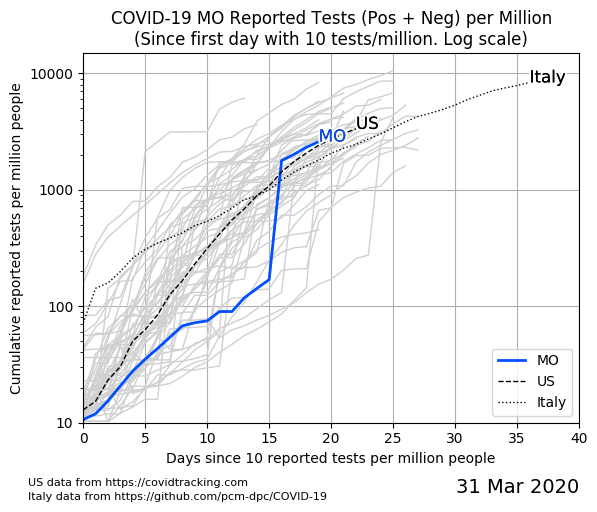 COVID-19 MO Reported Tests (Pos + Neg) per Million
(Since first day with 10 tests/million. Log scale)
Cumulative reported tests per million people
10000
1000
100
10
Italy
US
MO
MO
US
Italy
0 5 10 15 20 25 30 35 40
Days since 10 reported tests per million people
US data from https://covidtracking.com
Italy data from https://github.com/pcm-dpc/COVID-19
31 Mar 2020